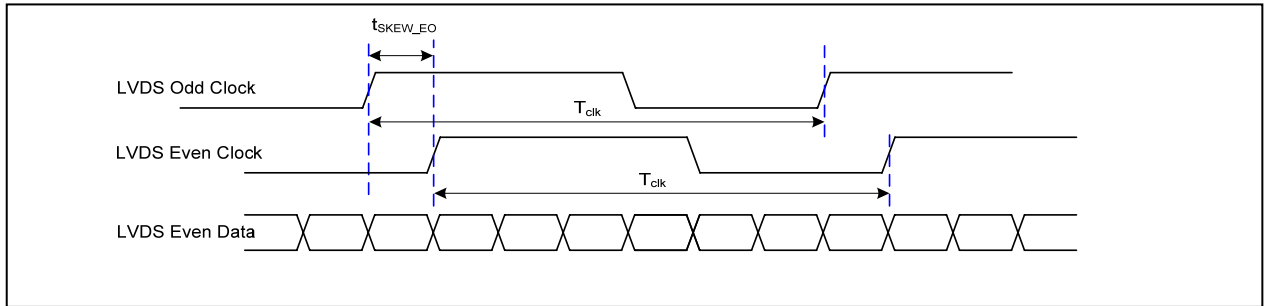 tSKEW_EO
LVDS Odd Clock
Tclk
LVDS Even Clock
Tclk
LVDS Even Data